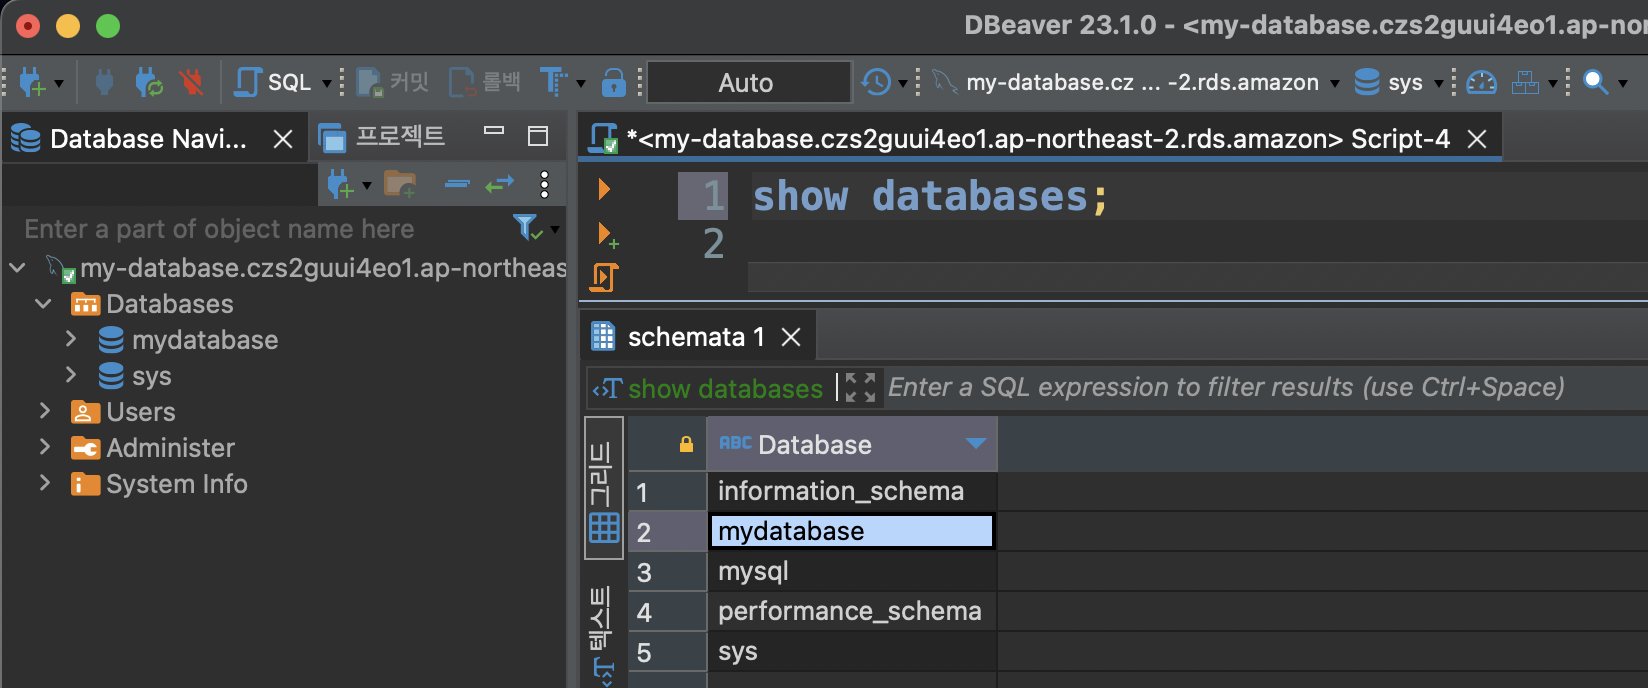 DBeaver 23.1.0 - <my-database.czs2guui4eo1.ap-nor
SQL 커밋 롤백 Auto my-database.cz ... -2.rds.amazon sys
Database Navi... 프로젝트
*<my-database.czs2guui4eo1.ap-northeast-2.rds.amazon> Script-4
1 show databases;
2
Enter a part of object name here
my-database.czs2guui4eo1.ap-northeas
Databases
mydatabase
sys
Users
Administer
System Info
schemata 1
show databases Enter a SQL expression to filter results (use Ctrl+Space)
그리드
텍스트
ABC Database
1 information_schema
2 mydatabase
3 mysql
4 performance_schema
5 sys